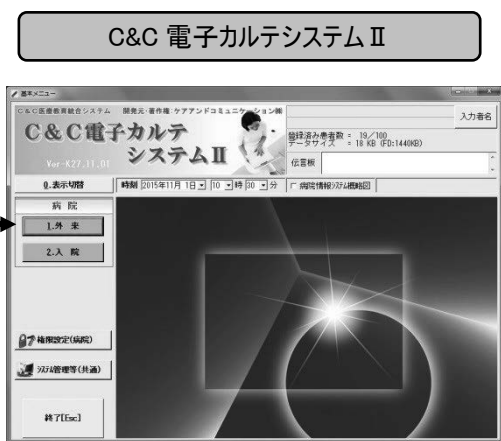 C&C 電子カルテシステムⅡ
基本メニュー
C&C医療教育統合システム 開発元・著作権:ケアアンドコミュニケーション㈱
C&C電子カルテ
システムⅡ
Ver-K27.11.01
登録済み患者数 = 19/100
データサイズ = 18 KB (FD:1440KB)
入力者名
伝言板
0.表示切替
時刻 2015年11月 1日 10 時 30 分
病院情報システム概略図
病 院
1.外 来
2.入 院
権限設定(病院)
システム管理等(共通)
終了[Esc]